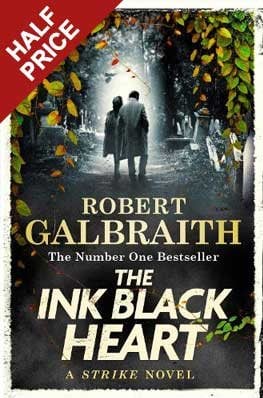 HALF
PRICE
ROBERT
GALBRAITH
The Number One Bestseller
THE
INK BLACK
HEART
A STRIKE NOVEL